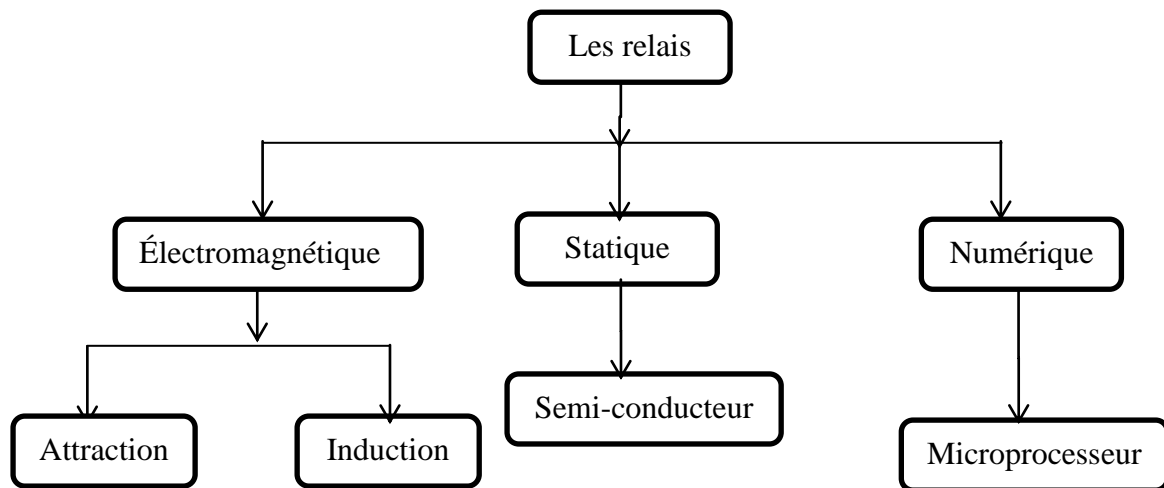 Les relais
Électromagnétique
Statique
Numérique
Attraction
Induction
Semi-conducteur
Microprocesseur